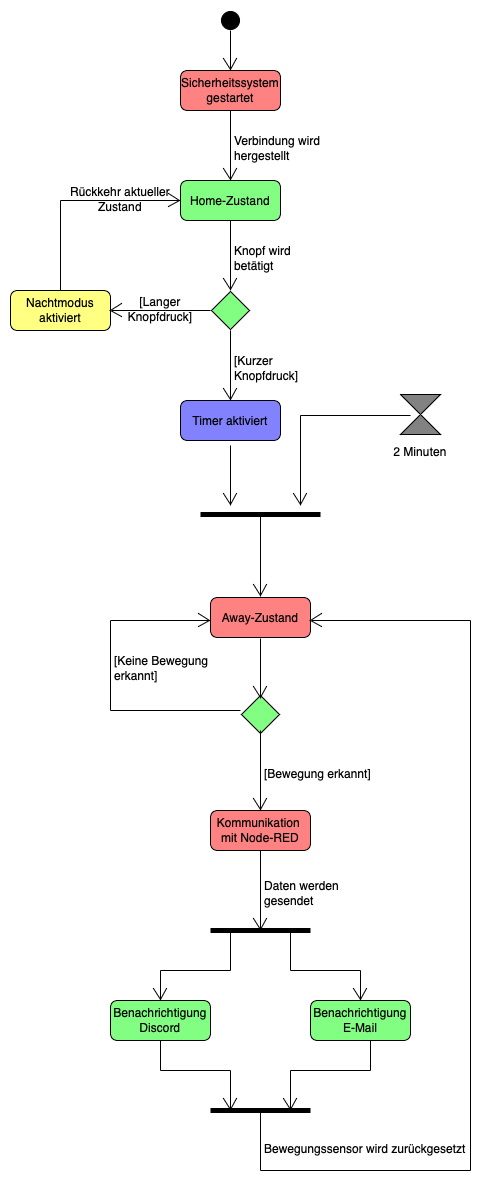 Sicherheitssystem
gestartet
Verbindung wird
hergestellt
Rückkehr aktueller
Zustand
Home-Zustand
Knopf wird
betätigt
Nachtmodus
aktiviert
[Langer
Knopfdruck]
[Kurzer
Knopfdruck]
Timer aktiviert
2 Minuten
Away-Zustand
[Keine Bewegung
erkannt]
[Bewegung erkannt]
Kommunikation
mit Node-RED
Daten werden
gesendet
Benachrichtigung
Discord
Benachrichtigung
E-Mail
Bewegungssensor wird zurückgesetzt